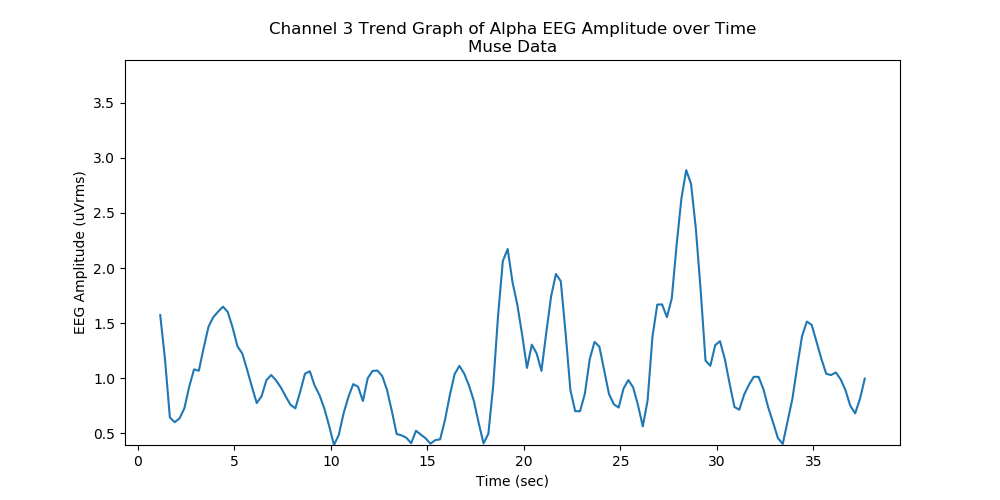 Channel 3 Trend Graph of Alpha EEG Amplitude over Time
Muse Data
EEG Amplitude (uVrms)
3.5
3.0
2.5
2.0
1.5
1.0
0.5
0 5 10 15 20 25 30 35
Time (sec)